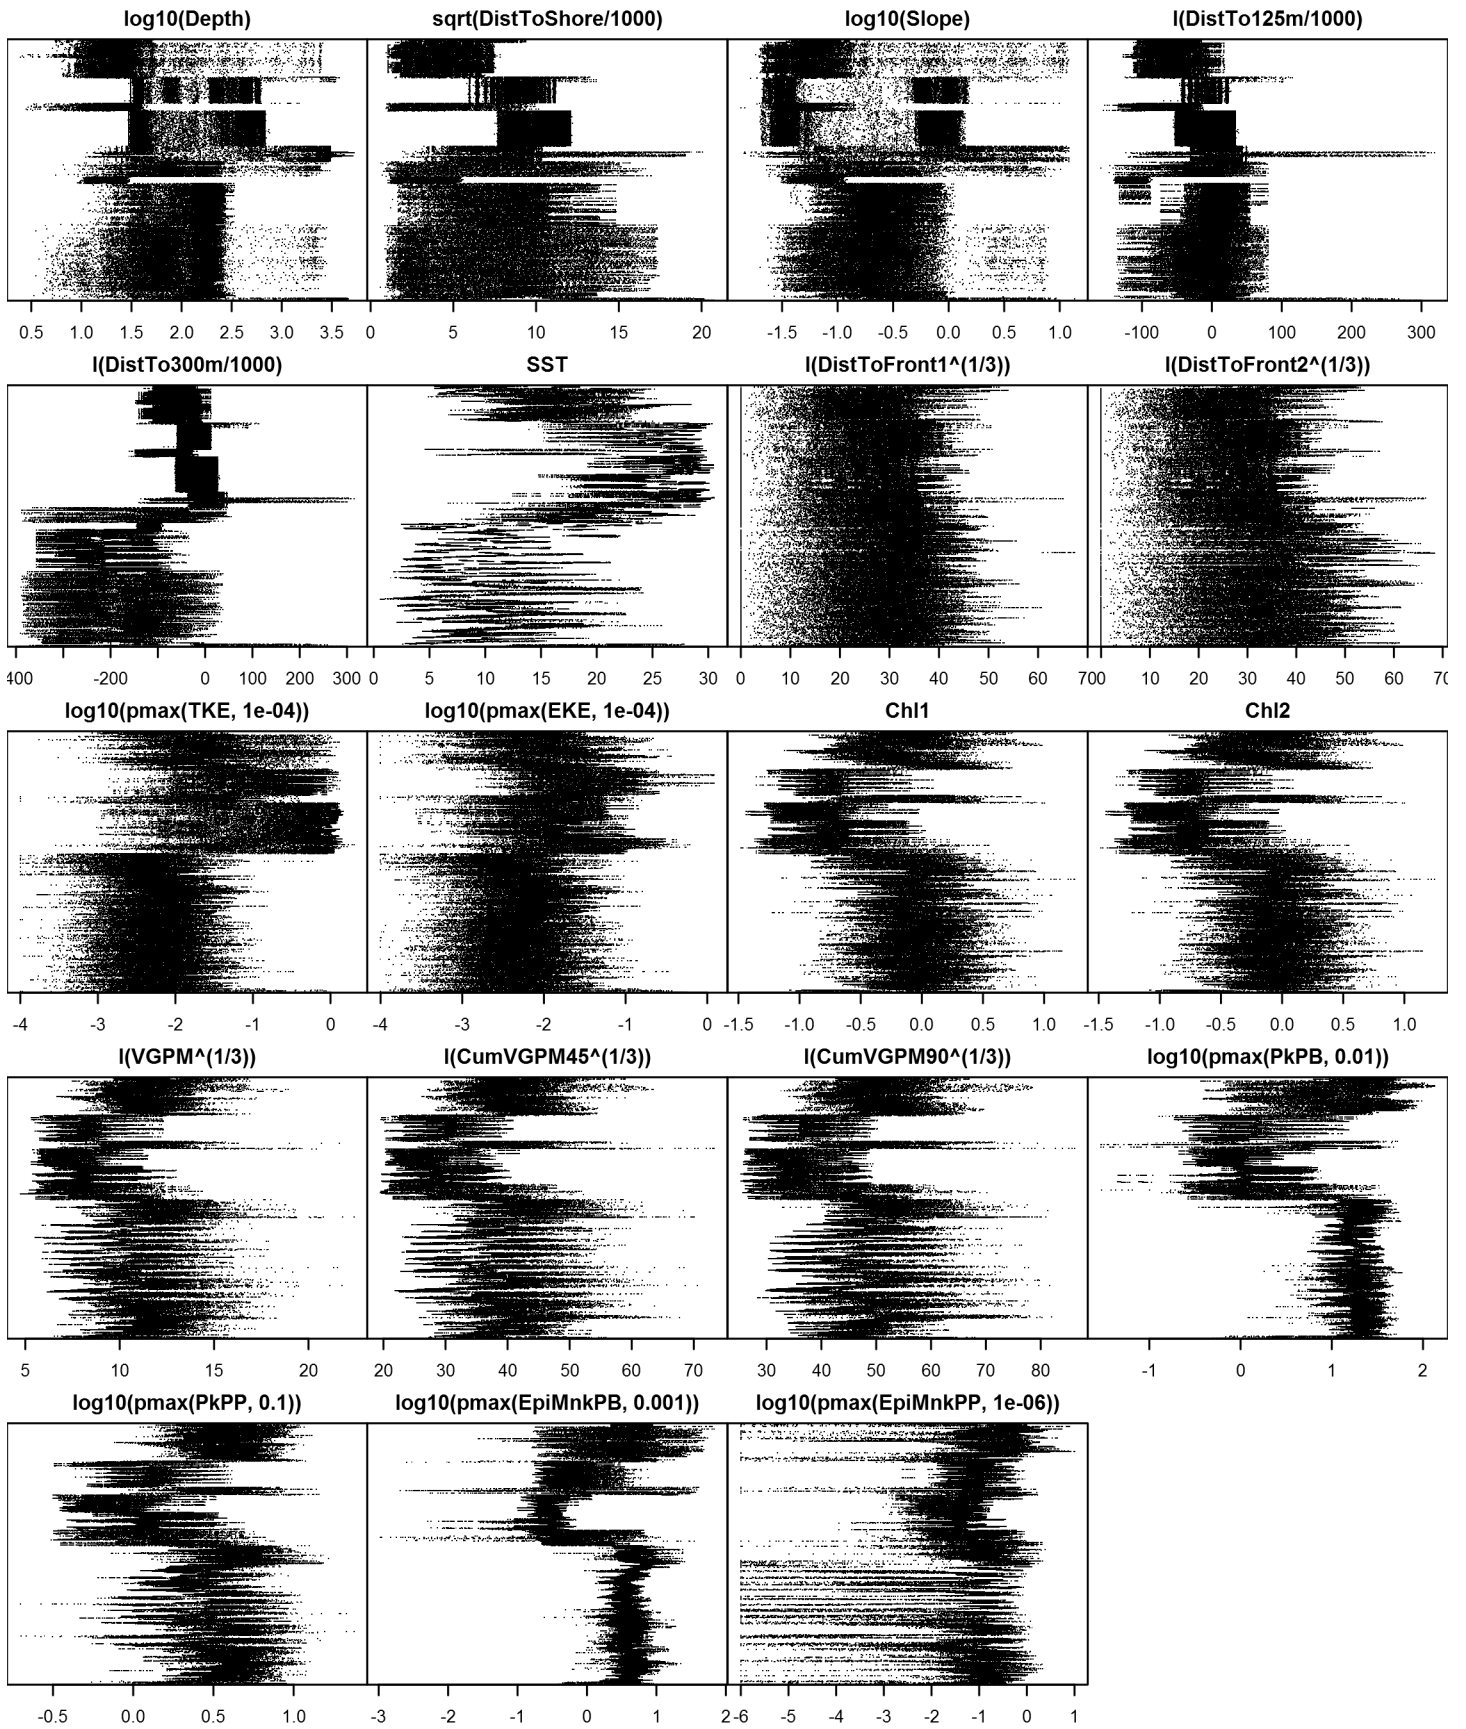 log10(Depth) sqrt(DistToShore/1000) log10(Slope) I(DistTo125m/1000)
0.5 1.0 1.5 2.0 2.5 3.0 3.5 0 5 10 15 20 -1.5 -1.0 -0.5 0.0 0.5 1.0 -100 0 100 200 300
I(DistTo300m/1000) SST I(DistToFront1^(1/3)) I(DistToFront2^(1/3))
400 -200 0 100 200 300 0 5 10 15 20 25 30 0 10 20 30 40 50 60 70 0 10 20 30 40 50 60 70
log10(pmax(TKE, 1e-04)) log10(pmax(EKE, 1e-04)) Chl1 Chl2
-4 -3 -2 -1 0 -4 -3 -2 -1 0 -1.5 -1.0 -0.5 0.0 0.5 1.0 -1.5 -1.0 -0.5 0.0 0.5 1.0
I(VGPM^(1/3)) I(CumVGPM45^(1/3)) I(CumVGPM90^(1/3)) log10(pmax(PkPB, 0.01))
5 10 15 20 20 30 40 50 60 70 30 40 50 60 70 80 -1 0 1 2
log10(pmax(PkPP, 0.1)) log10(pmax(EpiMnkPB, 0.001)) log10(pmax(EpiMnkPP, 1e-06))
-0.5 0.0 0.5 1.0 -3 -2 -1 0 1 2 -6 -5 -4 -3 -2 -1 0 1